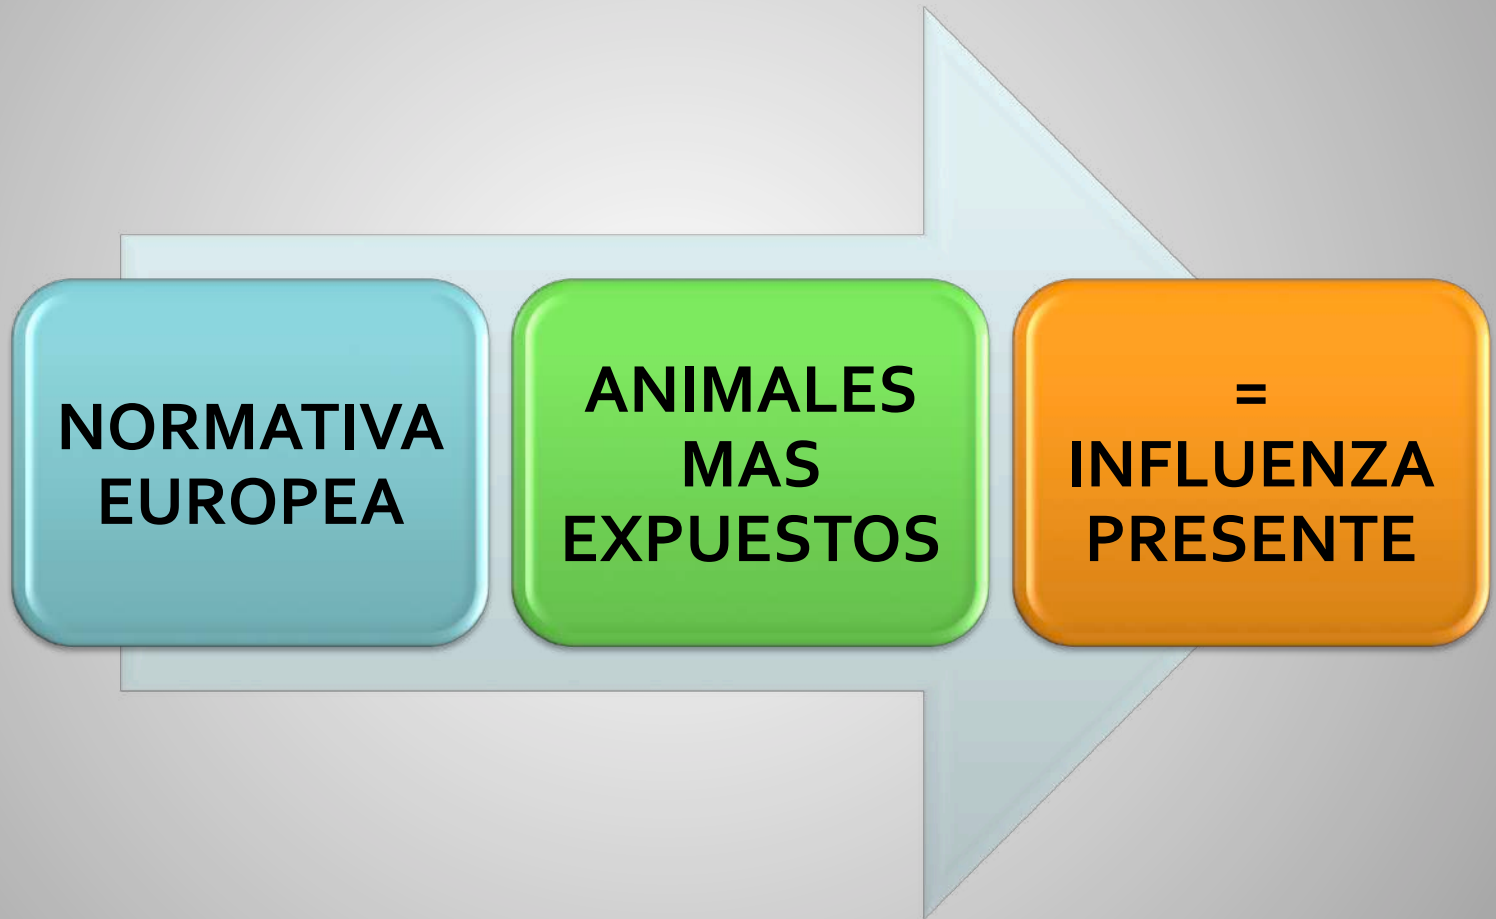 NORMATIVA
EUROPEA
ANIMALES
MAS
EXPUESTOS
=
INFLUENZA
PRESENTE